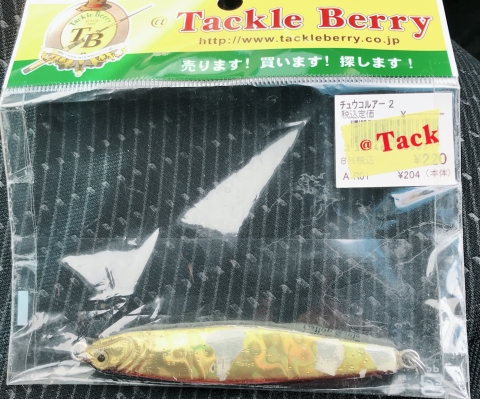 Tackle Berry
TB
@ Tackle Berry
http://www.tackleberry.co.jp
売ります! 買います! 探します!
チュウコルアー 2
税込定価 ¥
@ Tack
税込 ¥220
¥204 (本体)